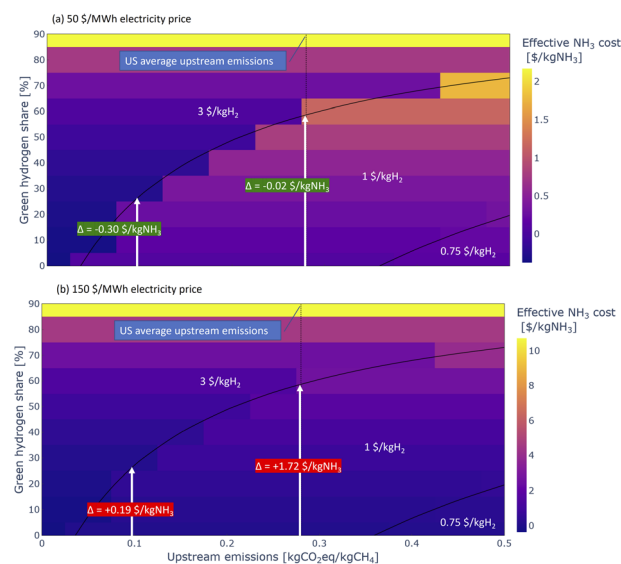 (a) 50 $/MWh electricity price
Effective NH3 cost
[$/kgNH3]
Green hydrogen share [%]
90
80
70
60
50
40
30
20
10
0
US average upstream emissions
3 $/kgH2
1 $/kgH2
0.75 $/kgH2
Δ = -0.02 $/kgNH3
Δ = -0.30 $/kgNH3
2
1.5
1
0.5
0
(b) 150 $/MWh electricity price
Effective NH3 cost
[$/kgNH3]
Green hydrogen share [%]
90
80
70
60
50
40
30
20
10
0
US average upstream emissions
3 $/kgH2
1 $/kgH2
0.75 $/kgH2
Δ = +1.72 $/kgNH3
Δ = +0.19 $/kgNH3
10
8
6
4
2
0
0 0.1 0.2 0.3 0.4 0.5
Upstream emissions [kgCO2eq/kgCH4]